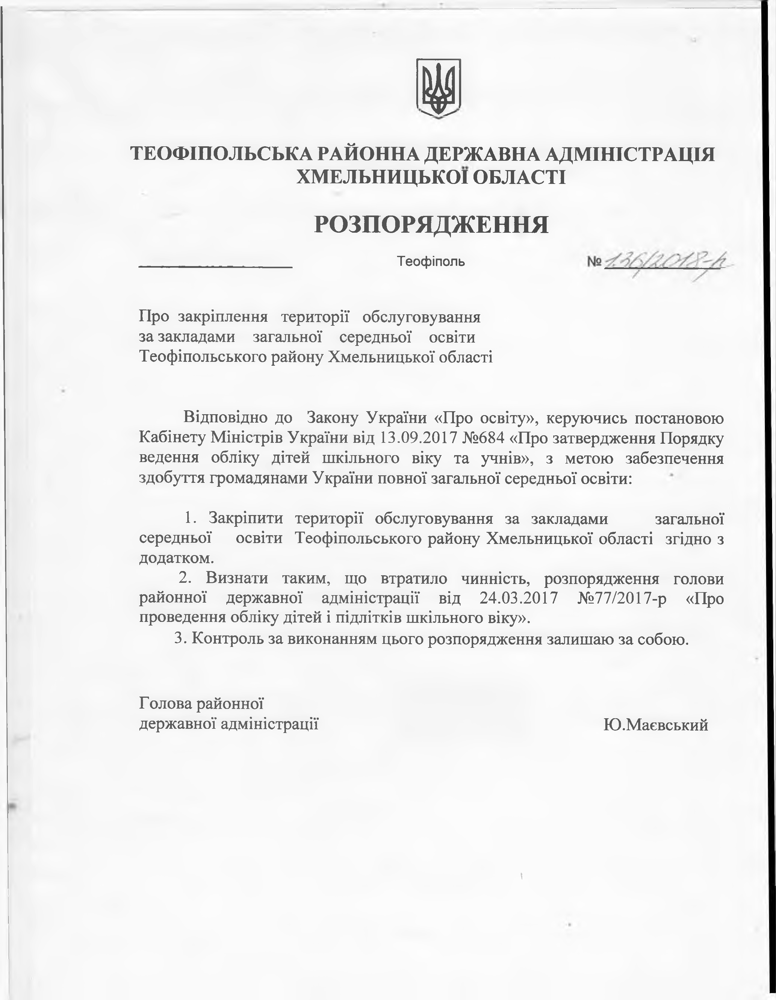 ТЕОФІПОЛЬСЬКА РАЙОННА ДЕРЖАВНА АДМІНІСТРАЦІЯ
ХМЕЛЬНИЦЬКОЇ ОБЛАСТІ
РОЗПОРЯДЖЕННЯ
Теофіполь № 136/2018-р
Про закріплення території обслуговування
за закладами загальної середньої освіти
Теофіпольського району Хмельницької області
Відповідно до Закону України «Про освіту», керуючись постановою
Кабінету Міністрів України від 13.09.2017 №684 «Про затвердження Порядку
ведення обліку дітей шкільного віку та учнів», з метою забезпечення
здобуття громадянами України повної загальної середньої освіти:
1. Закріпити території обслуговування за закладами загальної
середньої освіти Теофіпольського району Хмельницької області згідно з
додатком.
2. Визнати таким, що втратило чинність, розпорядження голови
районної державної адміністрації від 24.03.2017 №77/2017-р «Про
проведення обліку дітей і підлітків шкільного віку».
3. Контроль за виконанням цього розпорядження залишаю за собою.
Голова районної
державної адміністрації Ю.Маєвський